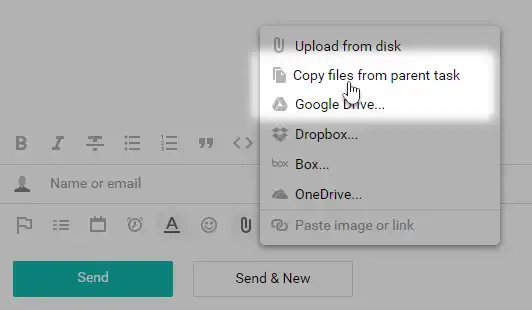 Upload from disk
Copy files from parent task
Google Drive...
Dropbox...
box Box...
OneDrive...
Paste image or link
B I S
Name or email
A
Send Send & New